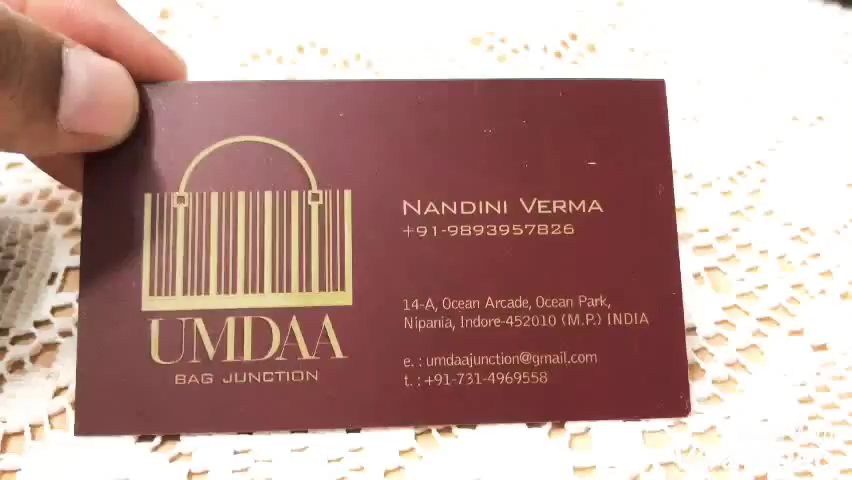 UMDAA
BAG JUNCTION
NANDINI VERMA
+91-9893957826
14-A, Ocean Arcade, Ocean Park,
Nipania, Indore-452010 (M.P.) INDIA
e. : umdaajunction@gmail.com
t. : +91-731-4969558